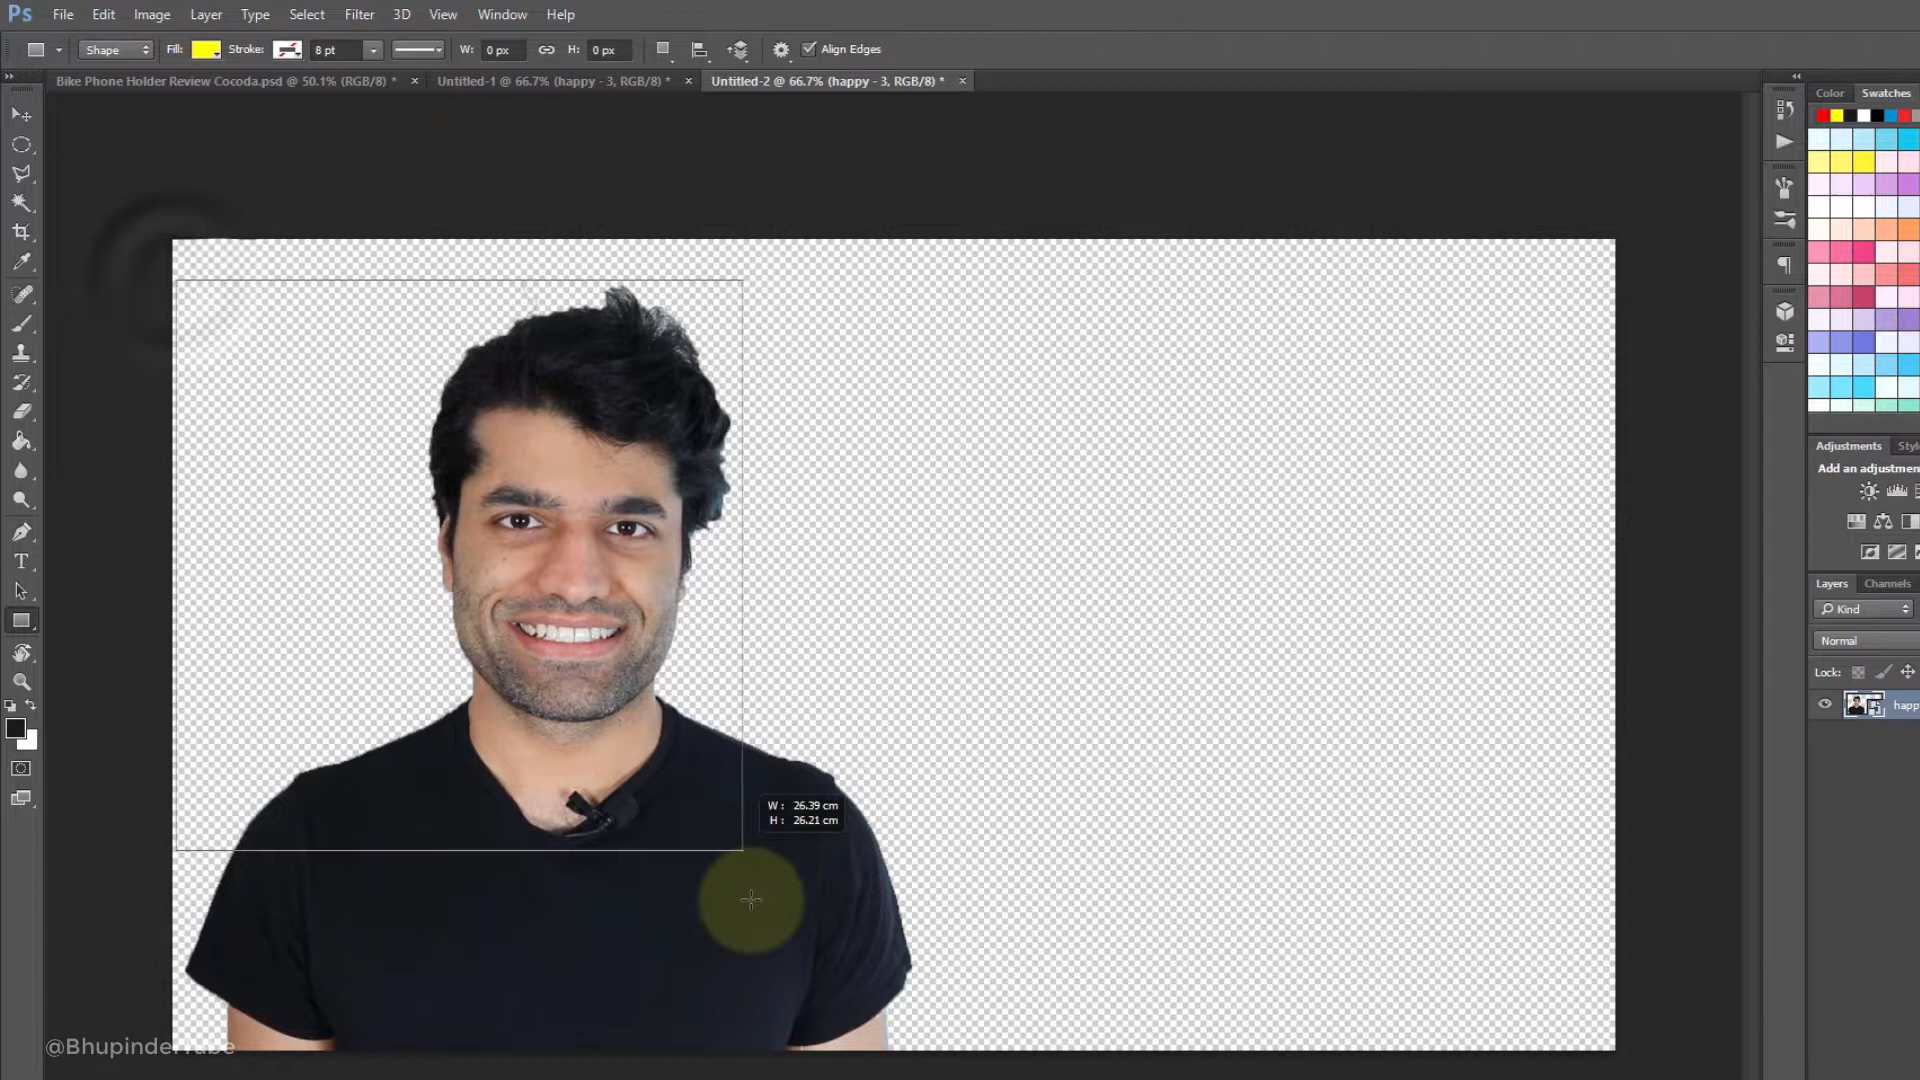 Ps File Edit Image Layer Type Select Filter 3D View Window Help
Shape Fill: Stroke: 8 pt W: 0 px H: 0 px Align Edges
Bike Phone Holder Review Cocoda.psd @ 50.1% (RGB/8) * × Untitled-1 @ 66.7% (happy - 3, RGB/8) * × Untitled-2 @ 66.7% (happy - 3, RGB/8) * ×
Color Swatches
Adjustments Style
Add an adjustmen
Layers Channels
Kind
Normal
Lock:
happ
W: 26.39 cm
H: 26.21 cm
@BhupinderTube